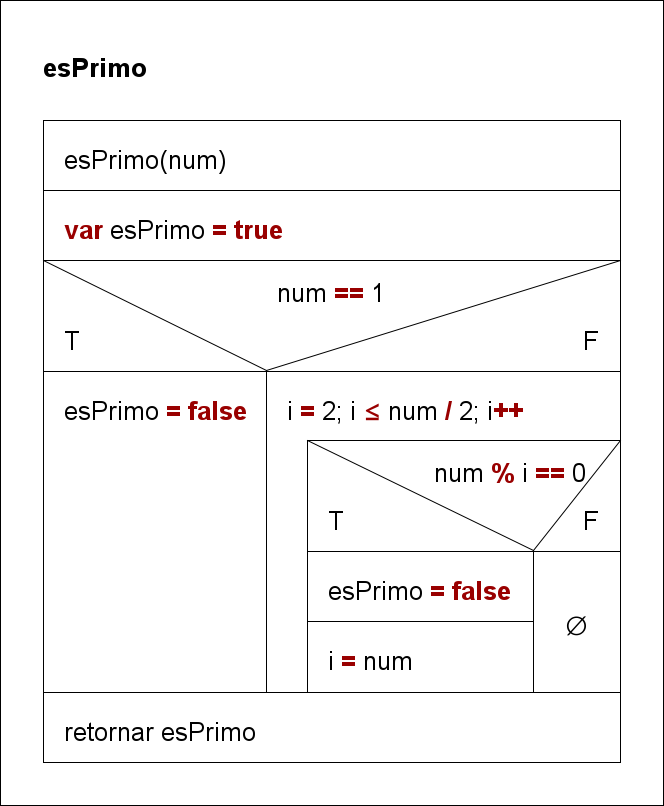 esPrimo
esPrimo(num)
var esPrimo = true
num == 1
T
F
esPrimo = false
i = 2; i ≤ num / 2; i++
num % i == 0
T
F
esPrimo = false
∅
i = num
retornar esPrimo